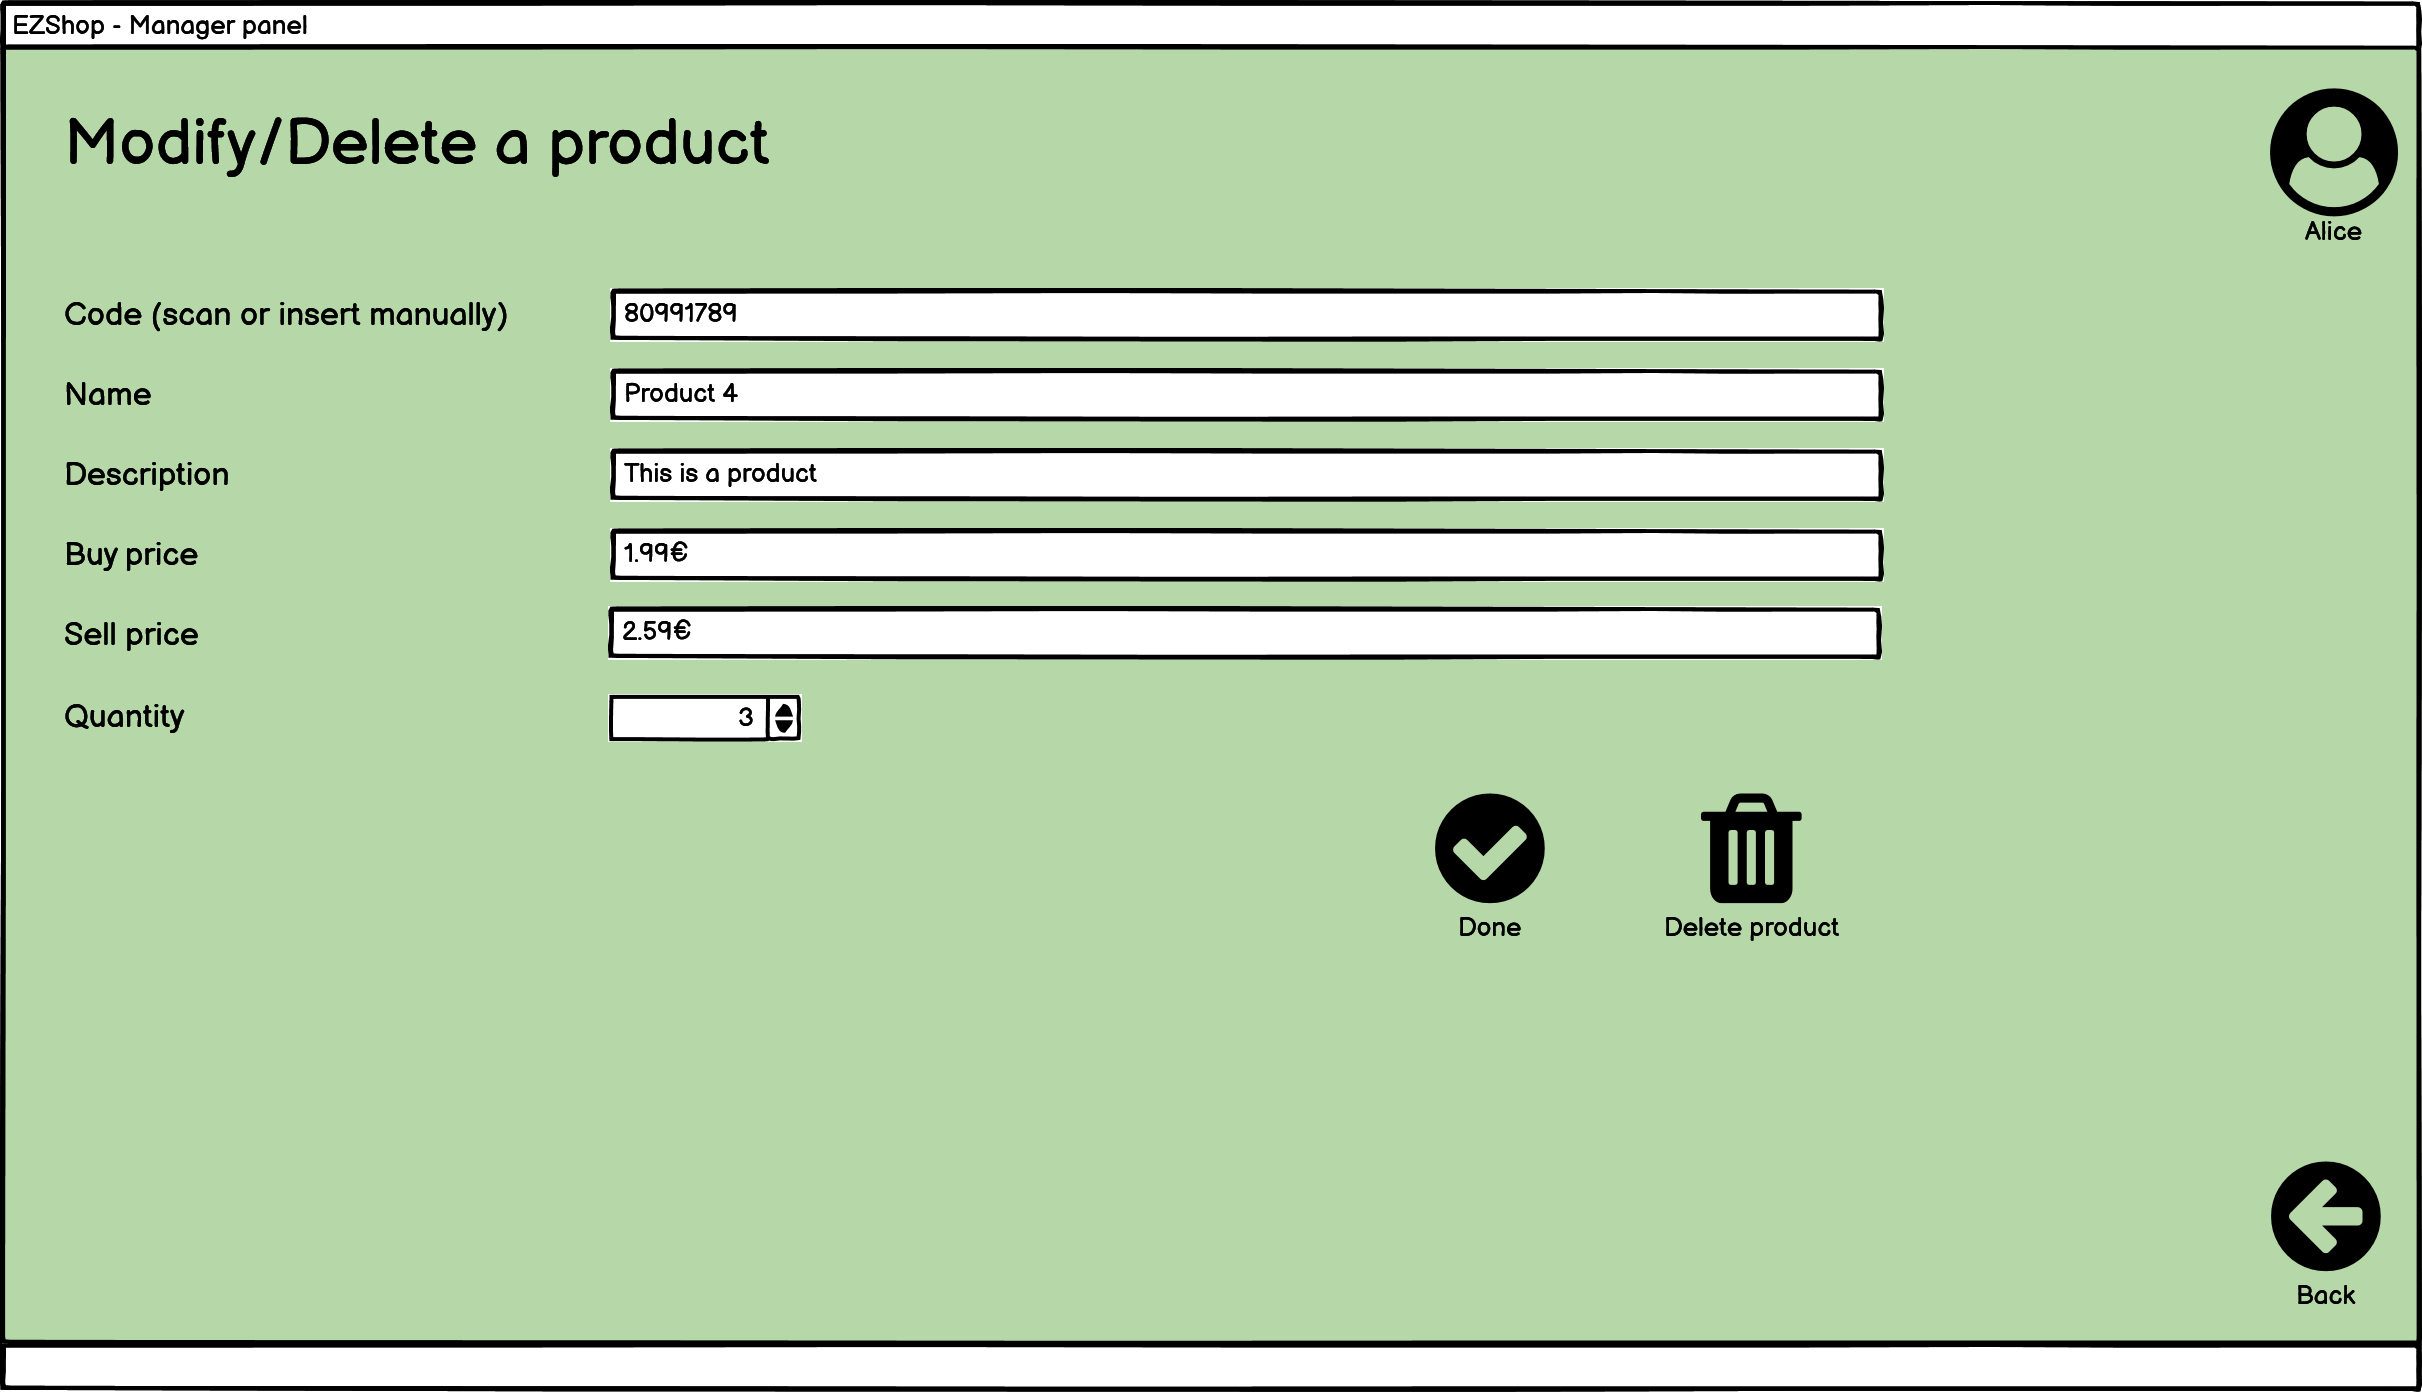 EZShop - Manager panel
Modify/Delete a product
Alice
Code (scan or insert manually)
80991789
Name
Product 4
Description
This is a product
Buy price
1.99€
Sell price
2.59€
Quantity
3
Done
Delete product
Back